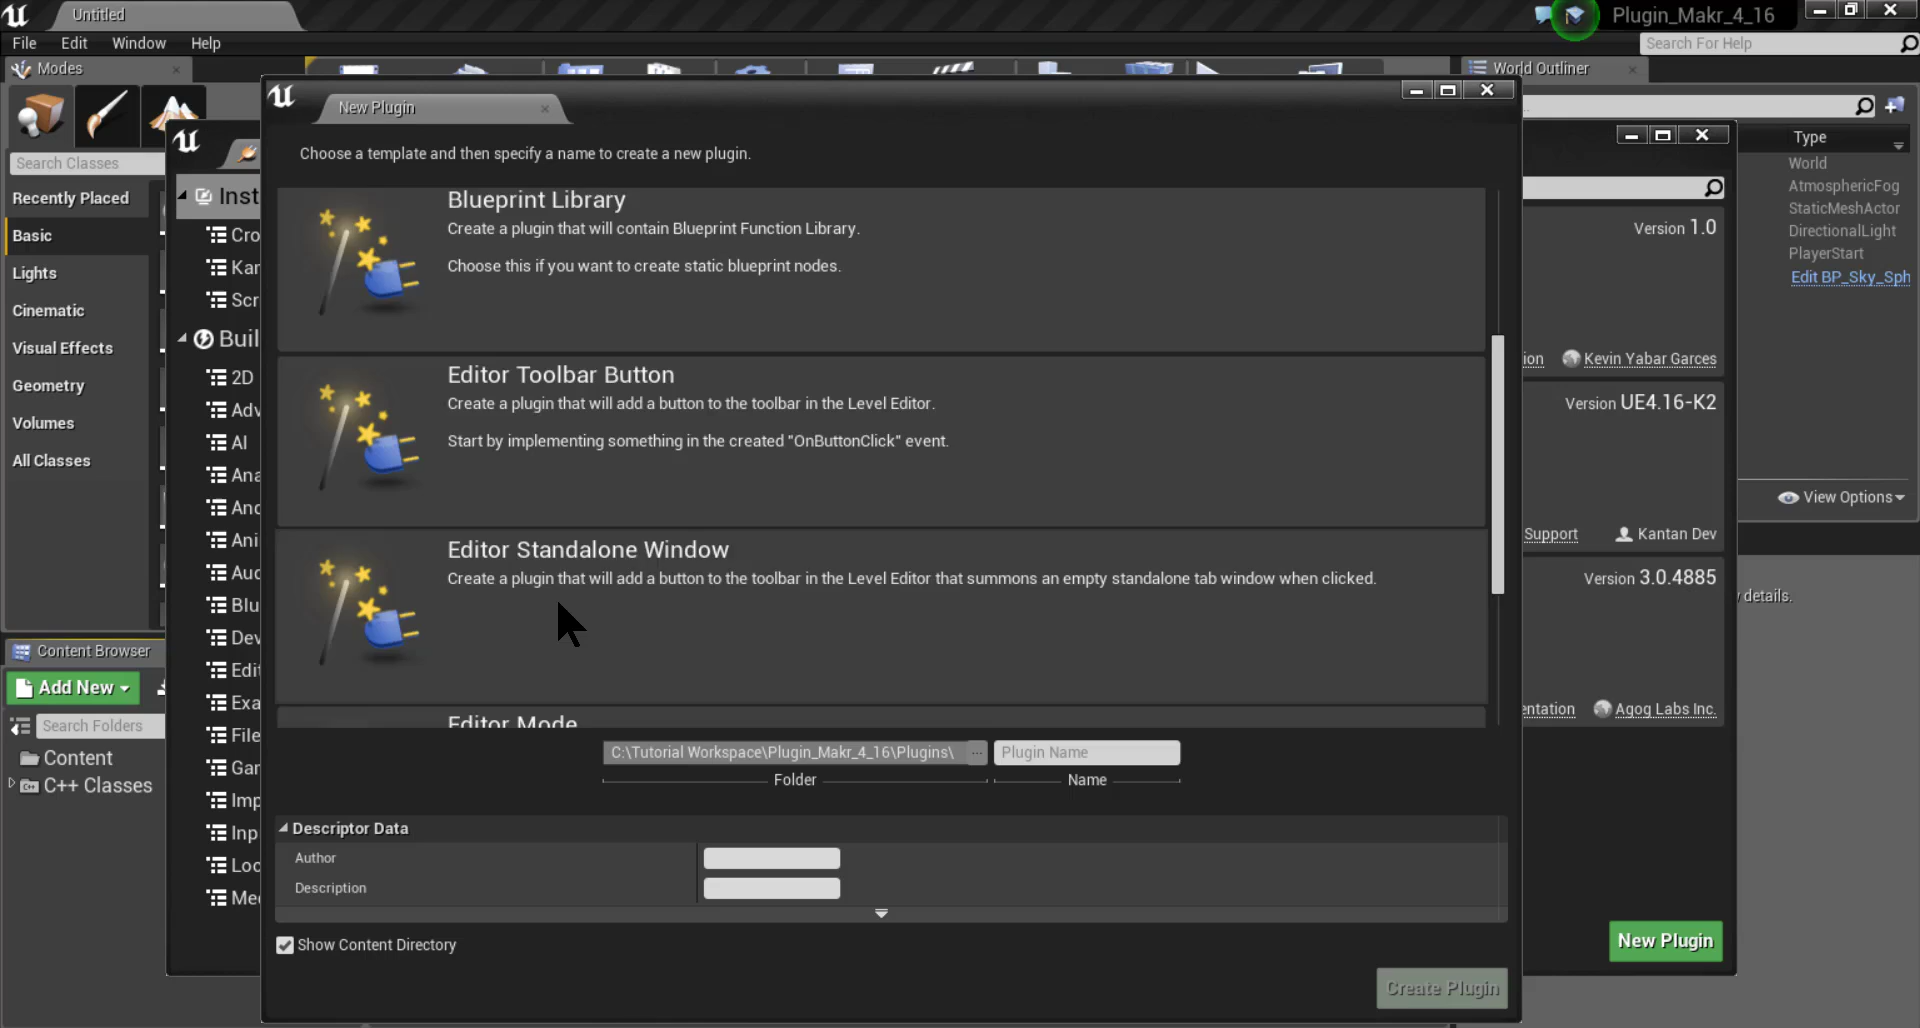 Untitled
Plugin_Makr_4_16
File Edit Window Help
Search For Help
Modes
World Outliner
New Plugin
Search Classes
Recently Placed
Basic
Lights
Cinematic
Visual Effects
Geometry
Volumes
All Classes
Content Browser
Add New
Search Folders
Content
C++ Classes
Inst
Cro
Kar
Scr
Buil
2D
Adv
AI
Ana
And
Ani
Aud
Blu
Dev
Edit
Exa
File
Gar
Imp
Inp
Loc
Me
Choose a template and then specify a name to create a new plugin.
Blueprint Library
Create a plugin that will contain Blueprint Function Library.
Choose this if you want to create static blueprint nodes.
Editor Toolbar Button
Create a plugin that will add a button to the toolbar in the Level Editor.
Start by implementing something in the created "OnButtonClick" event.
Editor Standalone Window
Create a plugin that will add a button to the toolbar in the Level Editor that summons an empty standalone tab window when clicked.
Editor Mode
C:\Tutorial Workspace\Plugin_Makr_4_16\Plugins\ ... Plugin Name
Folder Name
Descriptor Data
Author
Description
Show Content Directory
Create Plugin
Version 1.0
ion Kevin Yabar Garces
Version UE4.16-K2
Support Kantan Dev
Version 3.0.4885
entation Agog Labs Inc.
New Plugin
Type
World
AtmosphericFog
StaticMeshActor
DirectionalLight
PlayerStart
Edit BP_Sky_Sph
View Options
details.